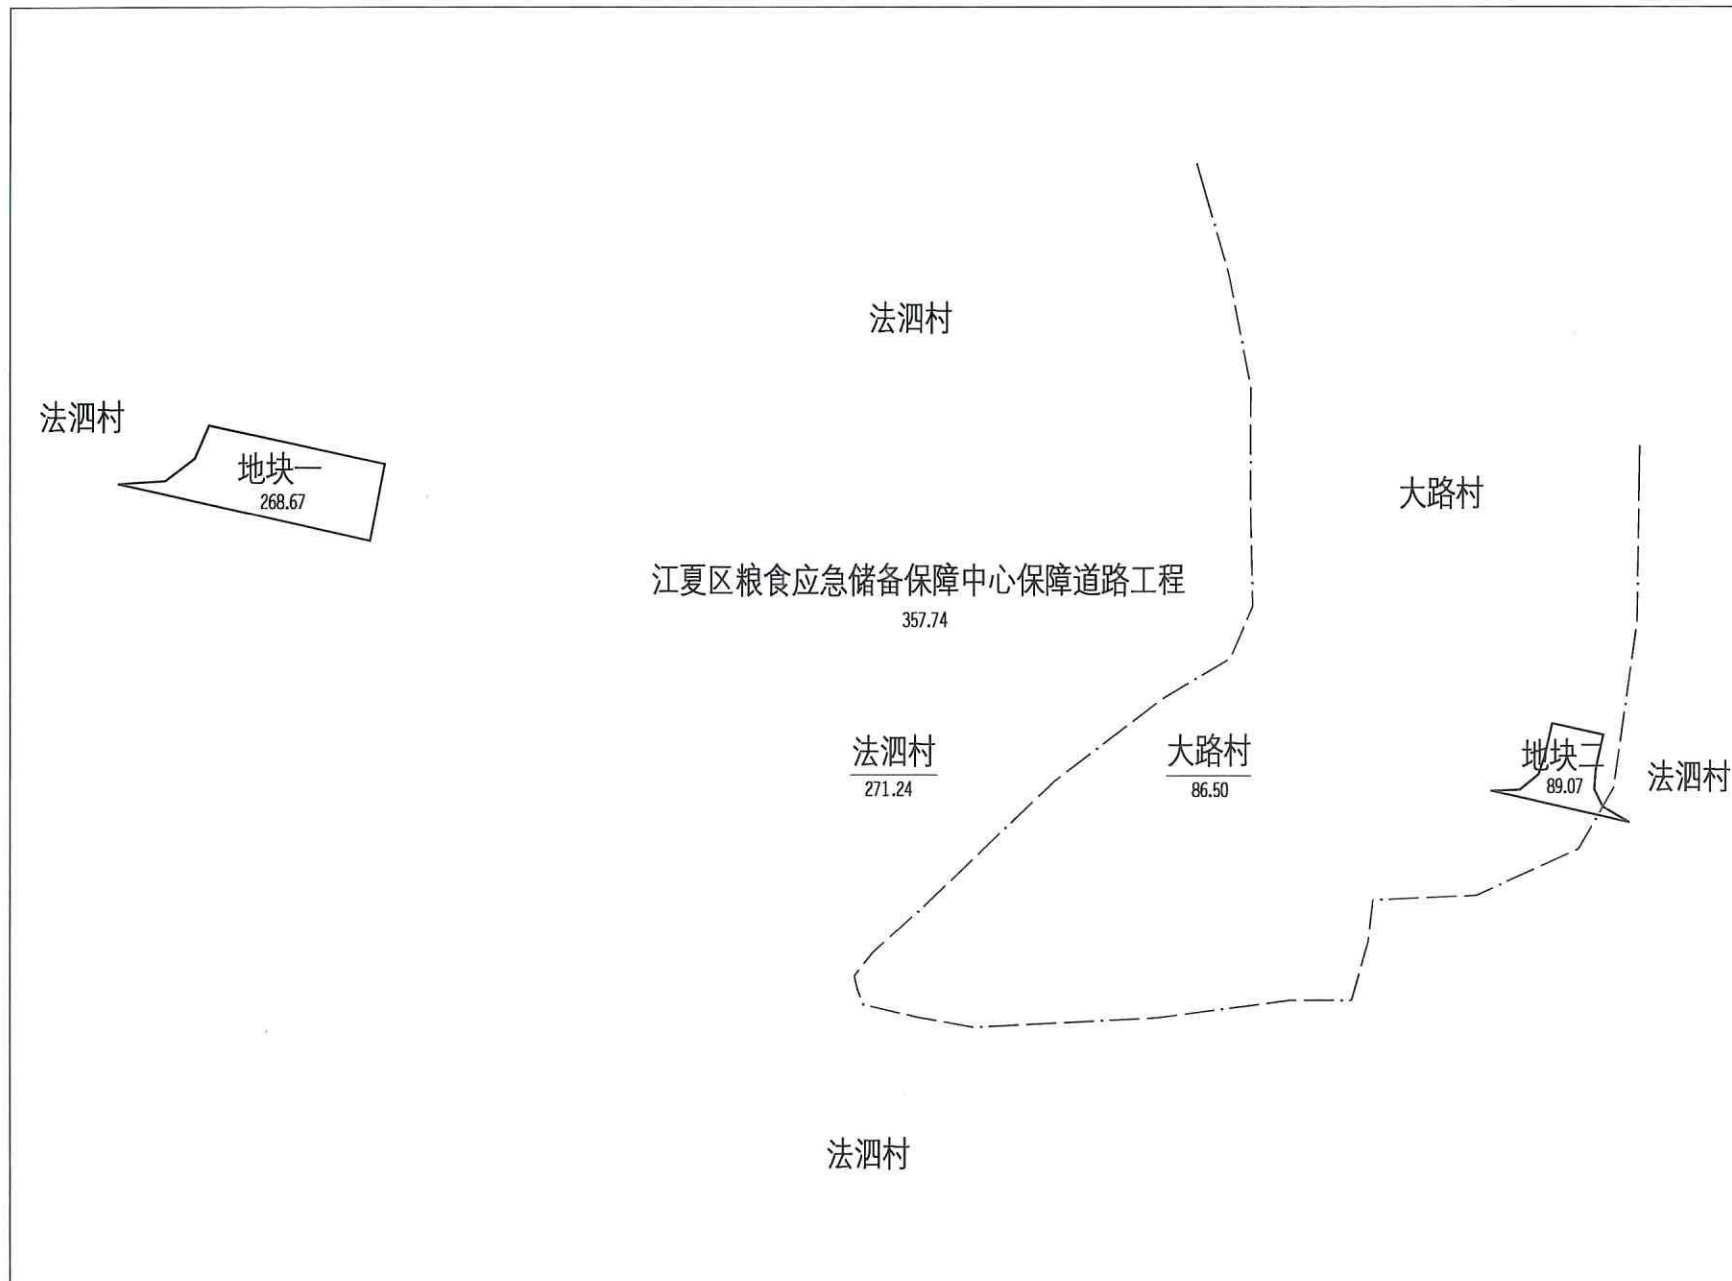 法泗村
法泗村
地块一
268.67
大路村
江夏区粮食应急储备保障中心保障道路工程
357.74
法泗村
271.24
大路村
86.50
地块二
89.07
法泗村
法泗村